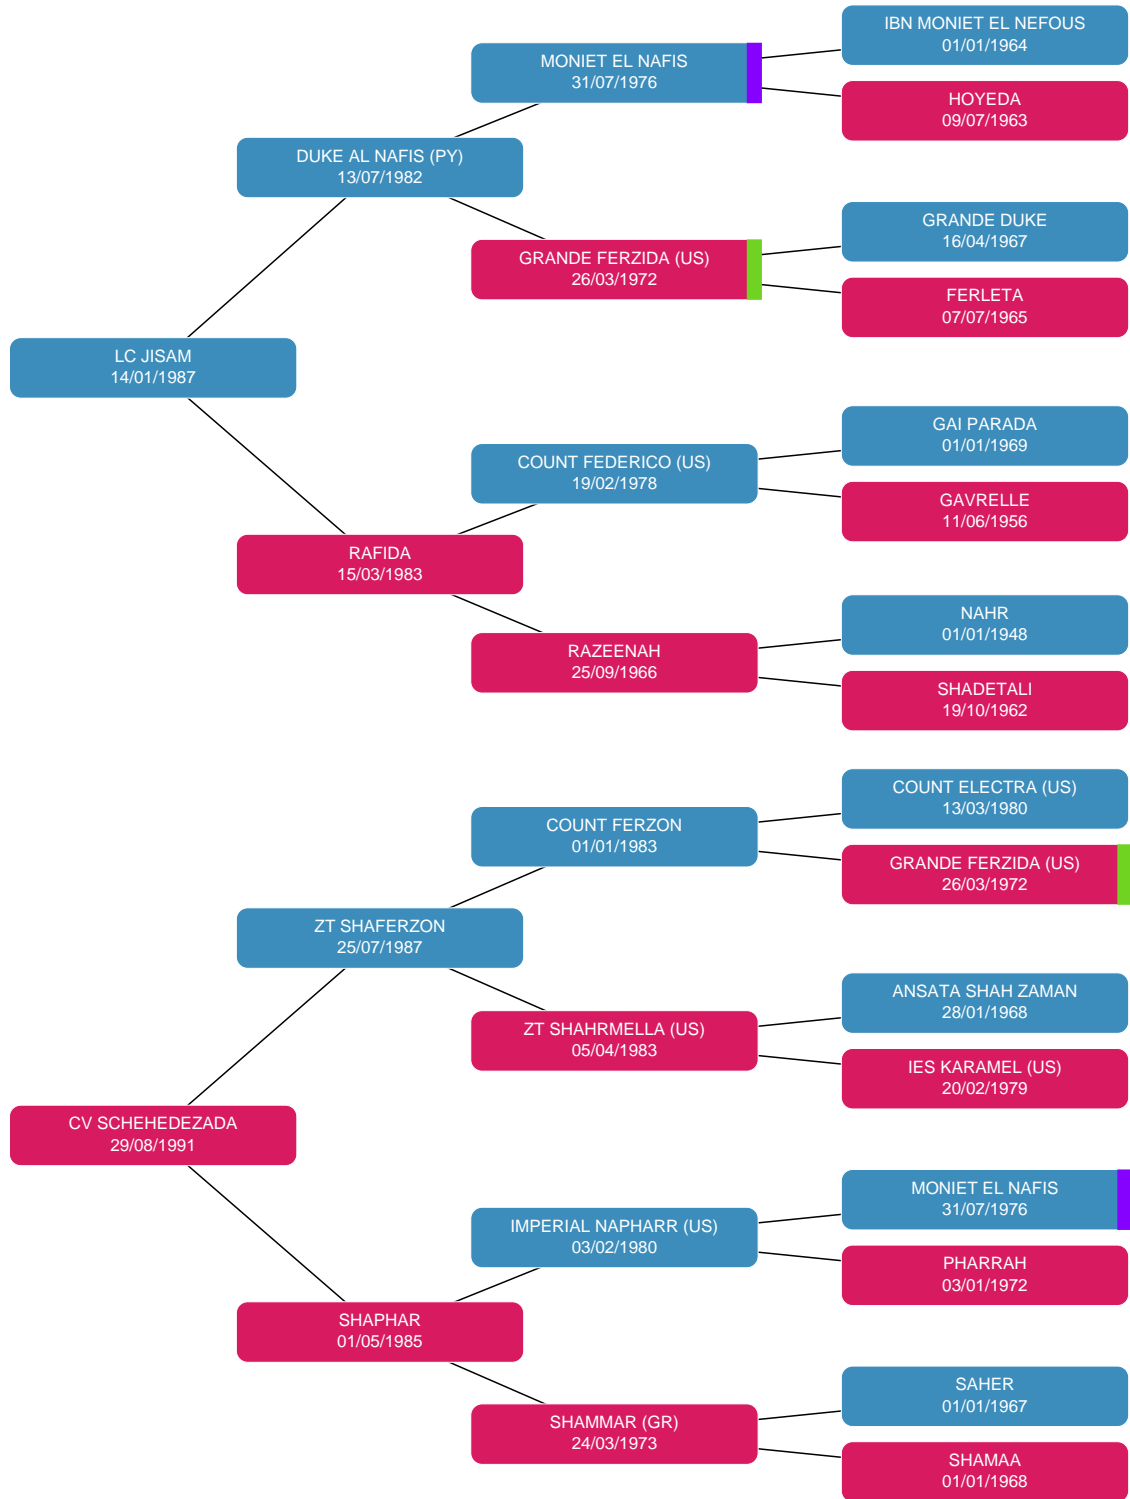 IBN MONIET EL NEFOUS
01/01/1964
MONIET EL NAFIS
31/07/1976
HOYEDA
09/07/1963
DUKE AL NAFIS (PY)
13/07/1982
GRANDE DUKE
16/04/1967
GRANDE FERZIDA (US)
26/03/1972
FERLETA
07/07/1965
LC JISAM
14/01/1987
GAI PARADA
01/01/1969
COUNT FEDERICO (US)
19/02/1978
GAVRELLE
11/06/1956
RAFIDA
15/03/1983
NAHR
01/01/1948
RAZEENAH
25/09/1966
SHADETALI
19/10/1962
COUNT ELECTRA (US)
13/03/1980
COUNT FERZON
01/01/1983
GRANDE FERZIDA (US)
26/03/1972
ZT SHAFERZON
25/07/1987
ANSATA SHAH ZAMAN
28/01/1968
ZT SHAHRMELLA (US)
05/04/1983
IES KARAMEL (US)
20/02/1979
CV SCHEHEDEZADA
29/08/1991
MONIET EL NAFIS
31/07/1976
IMPERIAL NAPHARR (US)
03/02/1980
PHARRAH
03/01/1972
SHAPHAR
01/05/1985
SAHER
01/01/1967
SHAMMAR (GR)
24/03/1973
SHAMAA
01/01/1968